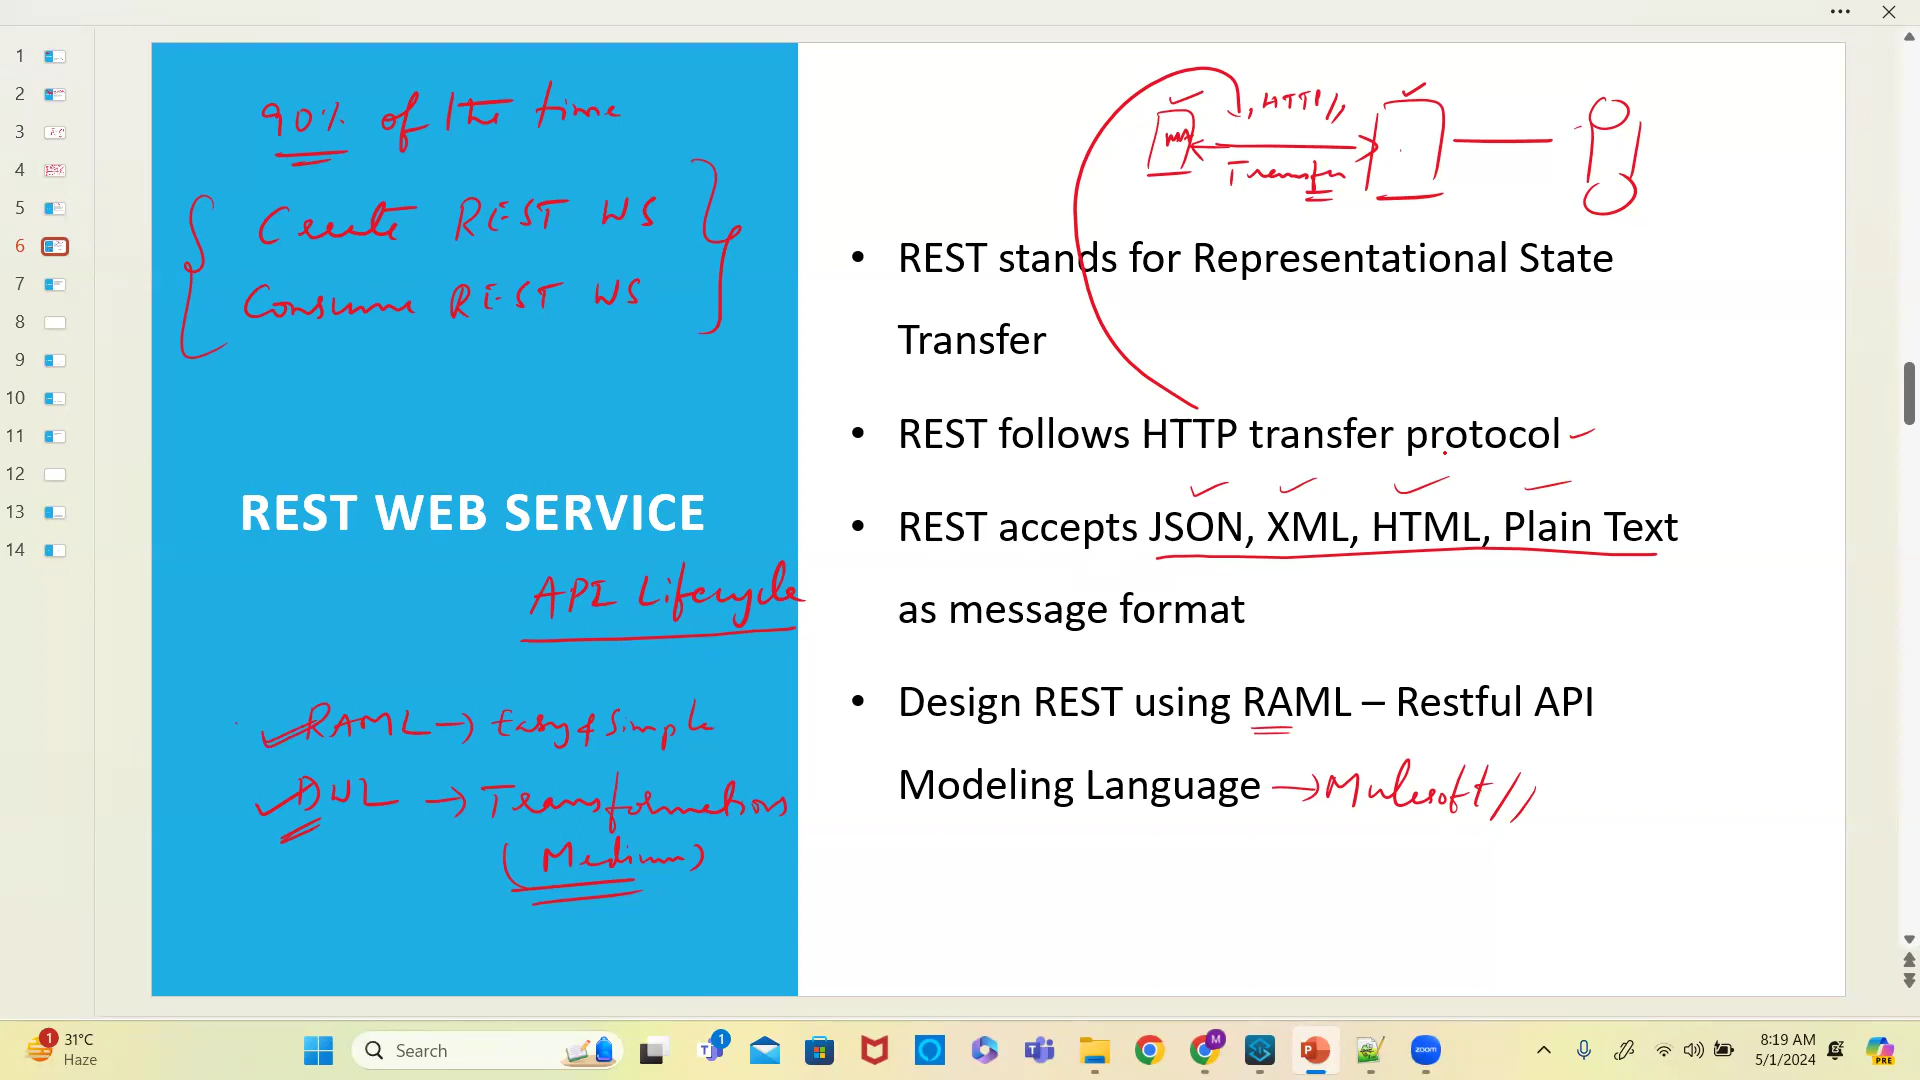 1
2
3
4
5
6
7
8
9
10
11
12
13
14
90% of the time
Create REST WS
Consume REST WS
REST WEB SERVICE
API Lifecycle
RAML → Easy & Simple
DWL → Transformations
(Medium)
, HTTP//
Transfer
• REST stands for Representational State
Transfer
• REST follows HTTP transfer protocol
• REST accepts JSON, XML, HTML, Plain Text
as message format
• Design REST using RAML – Restful API
Modeling Language → Mulesoft//
1
31°C
Haze
Search
1
M
zoom
8:19 AM
5/1/2024
PRE